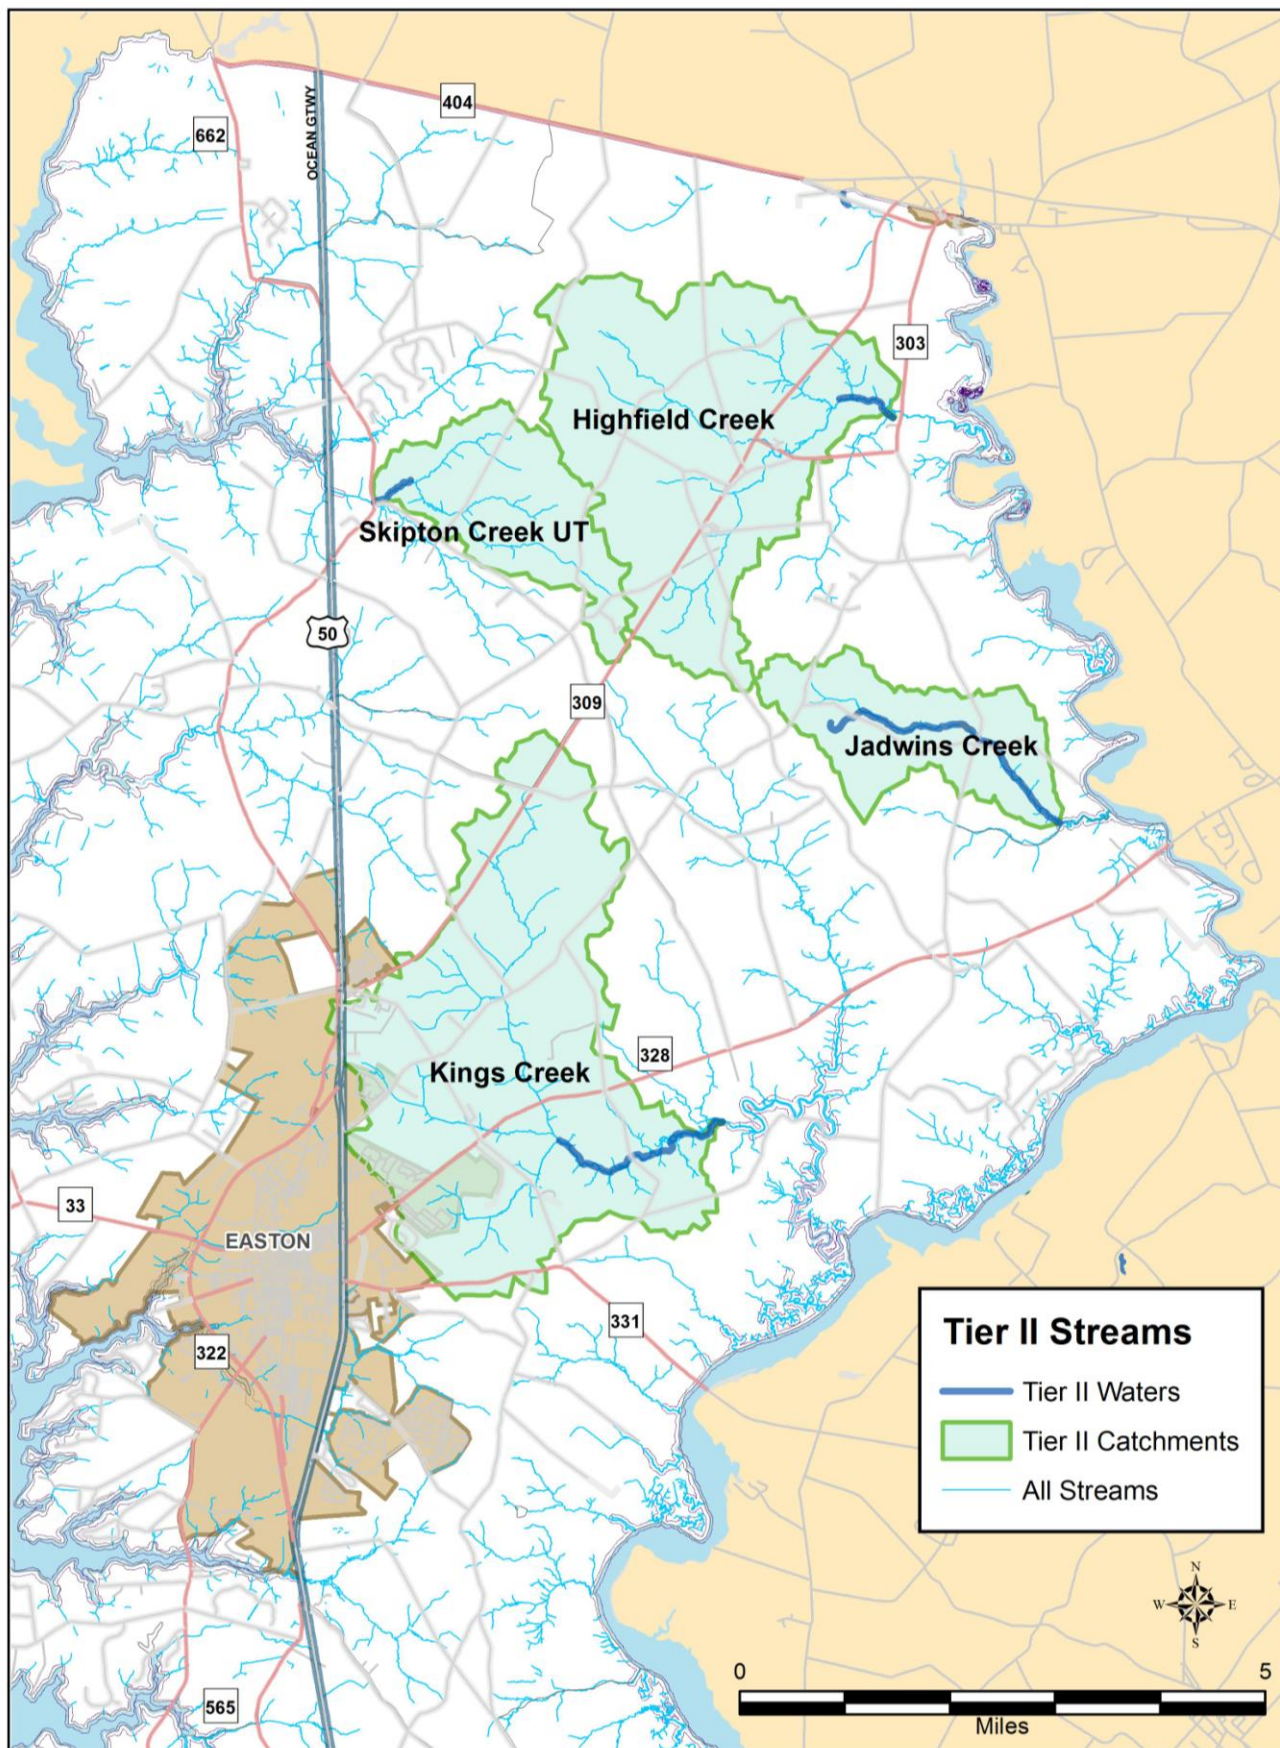 404
662
OCEAN GTWY
303
Highfield Creek
Skipton Creek UT
50
309
Jadwins Creek
328
Kings Creek
33
EASTON
331
322
565
Tier II Streams
Tier II Waters
Tier II Catchments
All Streams
N
W E
S
0 5
Miles